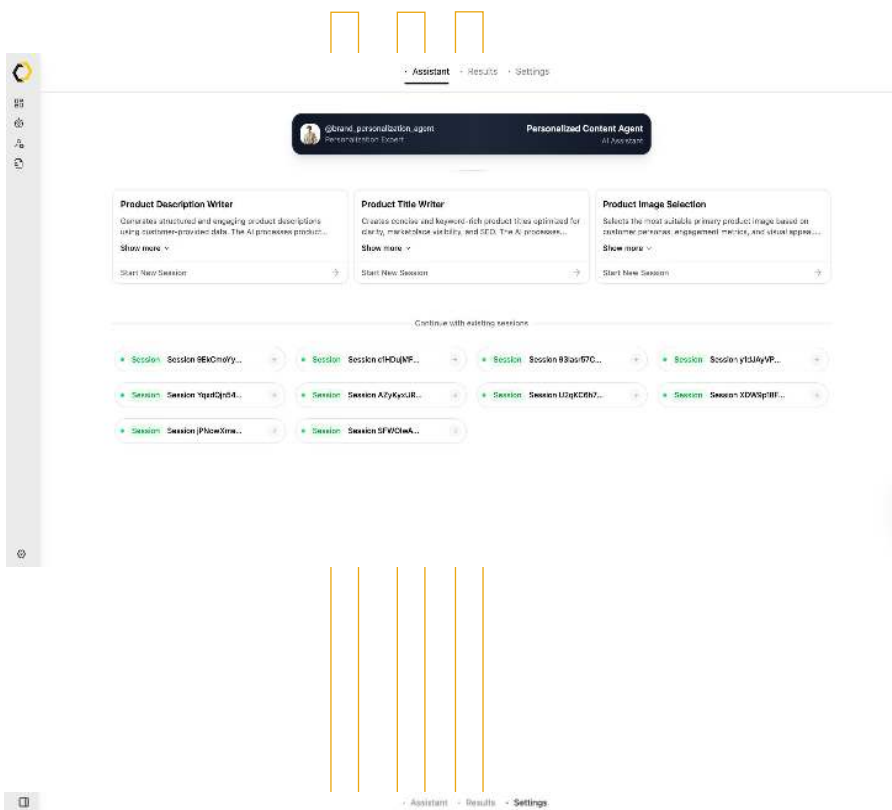 Assistant Results Settings
@brand_personalization_agent
Personalization Expert
Personalized Content Agent
AI Assistant
Product Description Writer
Generates structured and engaging product descriptions
using customer-provided data. The AI processes product...
Show more
Start New Session
Product Title Writer
Creates concise and keyword-rich product titles optimized for
clarity, marketplace visibility, and SEO. The AI processes...
Show more
Start New Session
Product Image Selection
Selects the most suitable primary product image based on
customer personas, engagement metrics, and visual appeal....
Show more
Start New Session
Continue with existing sessions
Session Session
Session Session
Session Session
Session Session
Session Session
Session Session
Session Session
Session Session
Session Session
Session Session
Assistant Results Settings